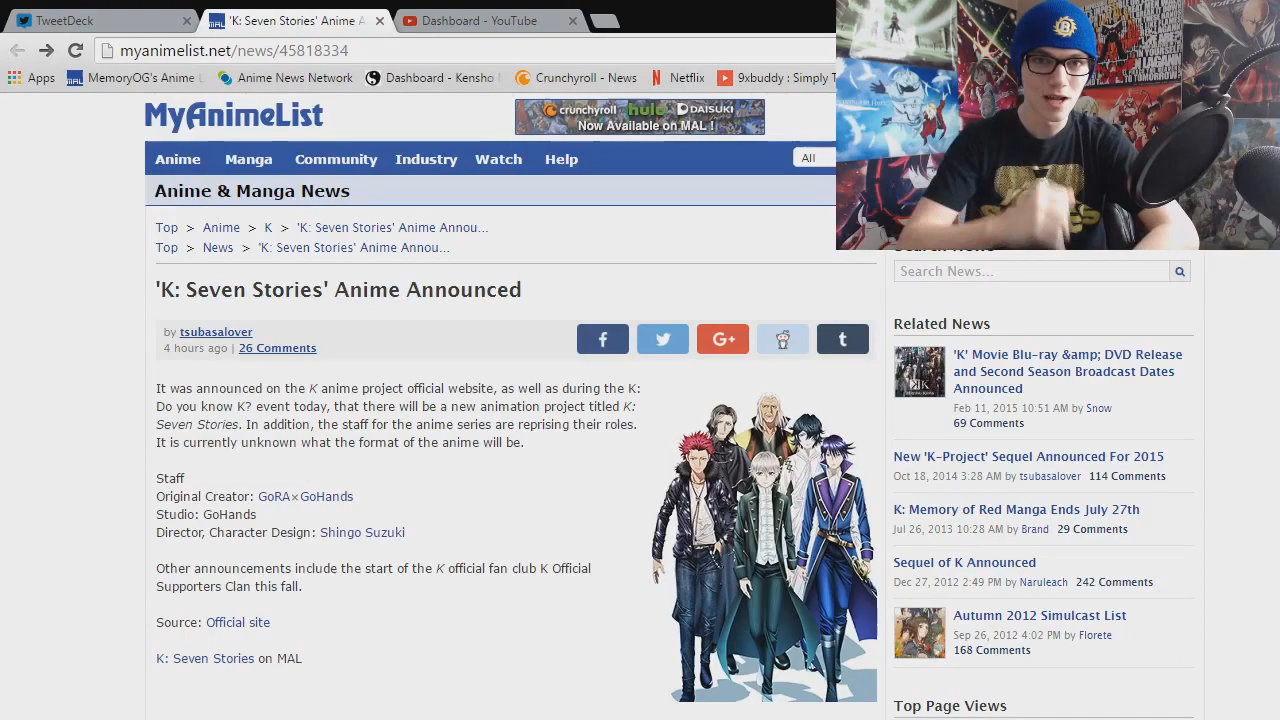 TweetDeck
'K: Seven Stories' Anime A
Dashboard - YouTube
myanimelist.net/news/45818334
Apps
MemoryOG's Anime L
Anime News Network
Dashboard - Kensho
Crunchyroll - News
Netflix
9xbuddy : Simply T
MyAnimeList
crunchyroll hulu DAISUKI
Now Available on MAL !
Anime Manga Community Industry Watch Help
All
Anime & Manga News
Top > Anime > K > 'K: Seven Stories' Anime Annou...
Top > News > 'K: Seven Stories' Anime Annou...
Search News...
'K: Seven Stories' Anime Announced
by tsubasalover
4 hours ago | 26 Comments
It was announced on the K anime project official website, as well as during the K:
Do you know K? event today, that there will be a new animation project titled K:
Seven Stories. In addition, the staff for the anime series are reprising their roles.
It is currently unknown what the format of the anime will be.
Staff
Original Creator: GoRA×GoHands
Studio: GoHands
Director, Character Design: Shingo Suzuki
Other announcements include the start of the K official fan club K Official
Supporters Clan this fall.
Source: Official site
K: Seven Stories on MAL
Related News
'K' Movie Blu-ray &amp; DVD Release
and Second Season Broadcast Dates
Announced
Feb 11, 2015 10:51 AM by Snow
69 Comments
New 'K-Project' Sequel Announced For 2015
Oct 18, 2014 3:28 AM by tsubasalover 114 Comments
K: Memory of Red Manga Ends July 27th
Jul 26, 2013 10:28 AM by Brand 29 Comments
Sequel of K Announced
Dec 27, 2012 2:49 PM by Naruleach 242 Comments
Autumn 2012 Simulcast List
Sep 26, 2012 4:02 PM by Florete
168 Comments
Top Page Views